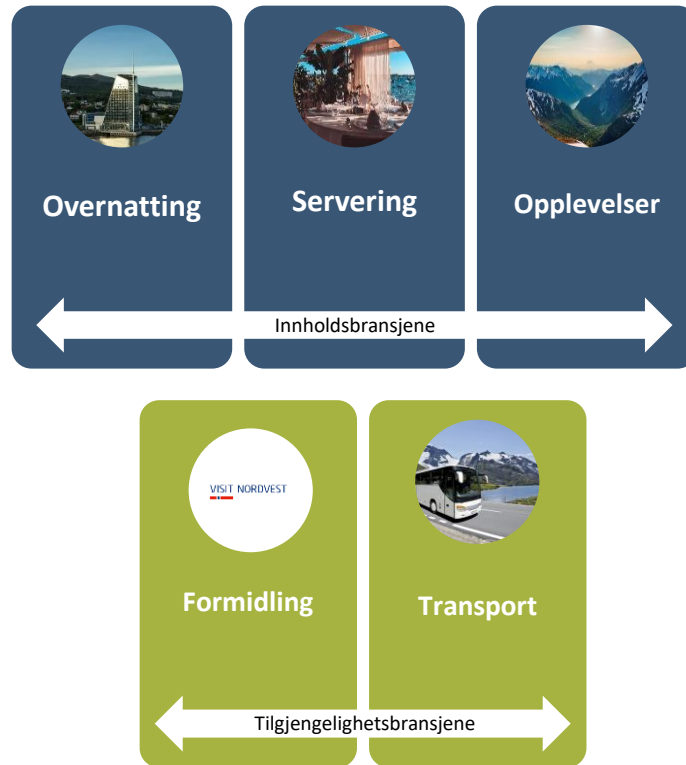 Overnatting
Servering
Opplevelser
Innholdsbransjene
VISIT NORDVEST
Formidling
Transport
Tilgjengelighetsbransjene